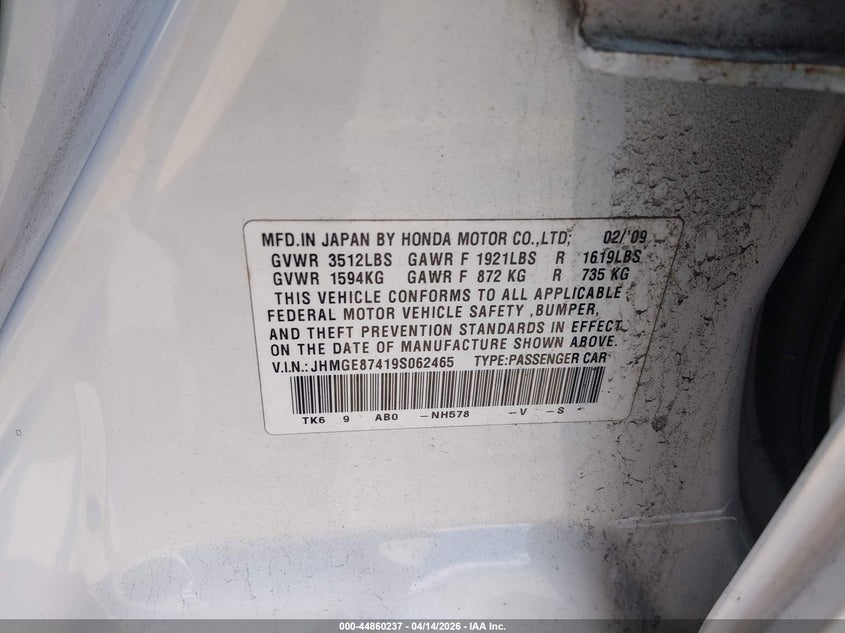 MFD.IN JAPAN BY HONDA MOTOR CO.,LTD; 02/'09
GVWR 3512LBS GAWR F 1921LBS R 1619LBS
GVWR 1594KG GAWR F 872 KG R 735 KG
THIS VEHICLE CONFORMS TO ALL APPLICABLE
FEDERAL MOTOR VEHICLE SAFETY ,BUMPER,
AND THEFT PREVENTION STANDARDS IN EFFECT
ON THE DATE OF MANUFACTURE SHOWN ABOVE.
V.I.N.:JHMGE87419S062465 TYPE:PASSENGER CAR
TK6 9 AB0 -NH578 -V -S
000-44860237 - 04/14/2026 - IAA Inc.